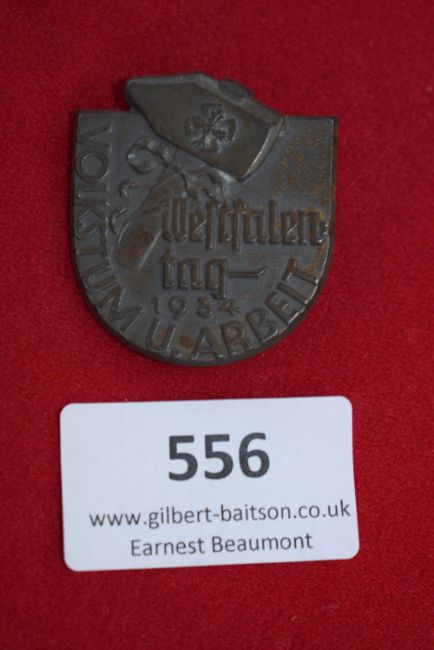 VOLKSTUM U. ARBEIT
Westfalen
tag
1934
556
www.gilbert-baitson.co.uk
Earnest Beaumont